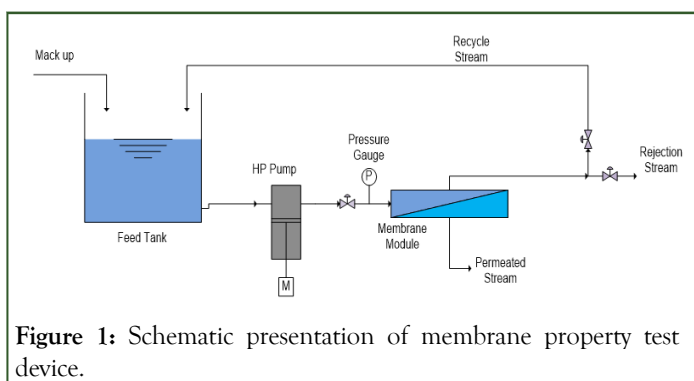 Mack up
Recycle
Stream
Pressure
Gauge
Rejection
Stream
HP Pump
P
Feed Tank
Membrane
Module
Permeated
Stream
M
Figure 1: Schematic presentation of membrane property test
device.